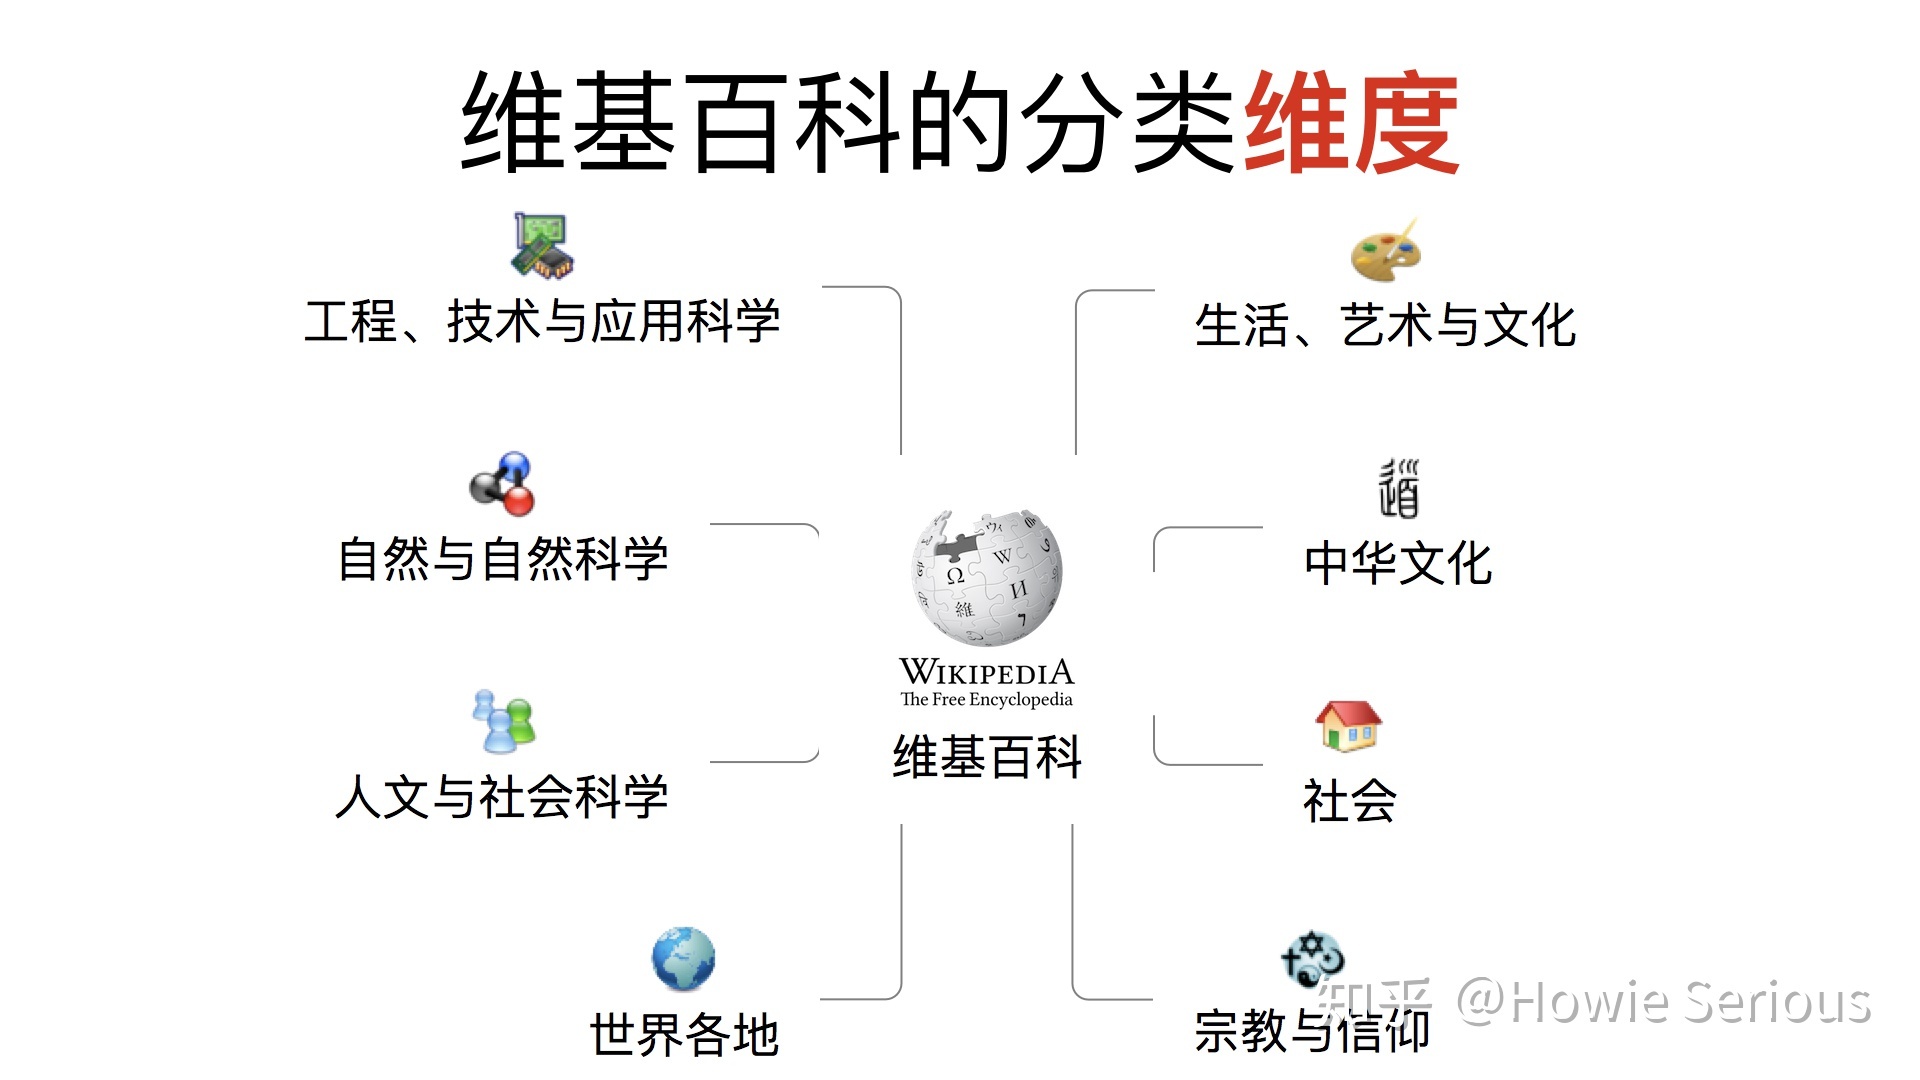 维基百科的分类维度
工程、技术与应用科学
生活、艺术与文化
自然与自然科学
道
中华文化
Ω
W
И
維
7
WIKIPEDIA
The Free Encyclopedia
维基百科
人文与社会科学
社会
世界各地
宗教与信仰
知乎 @Howie Serious